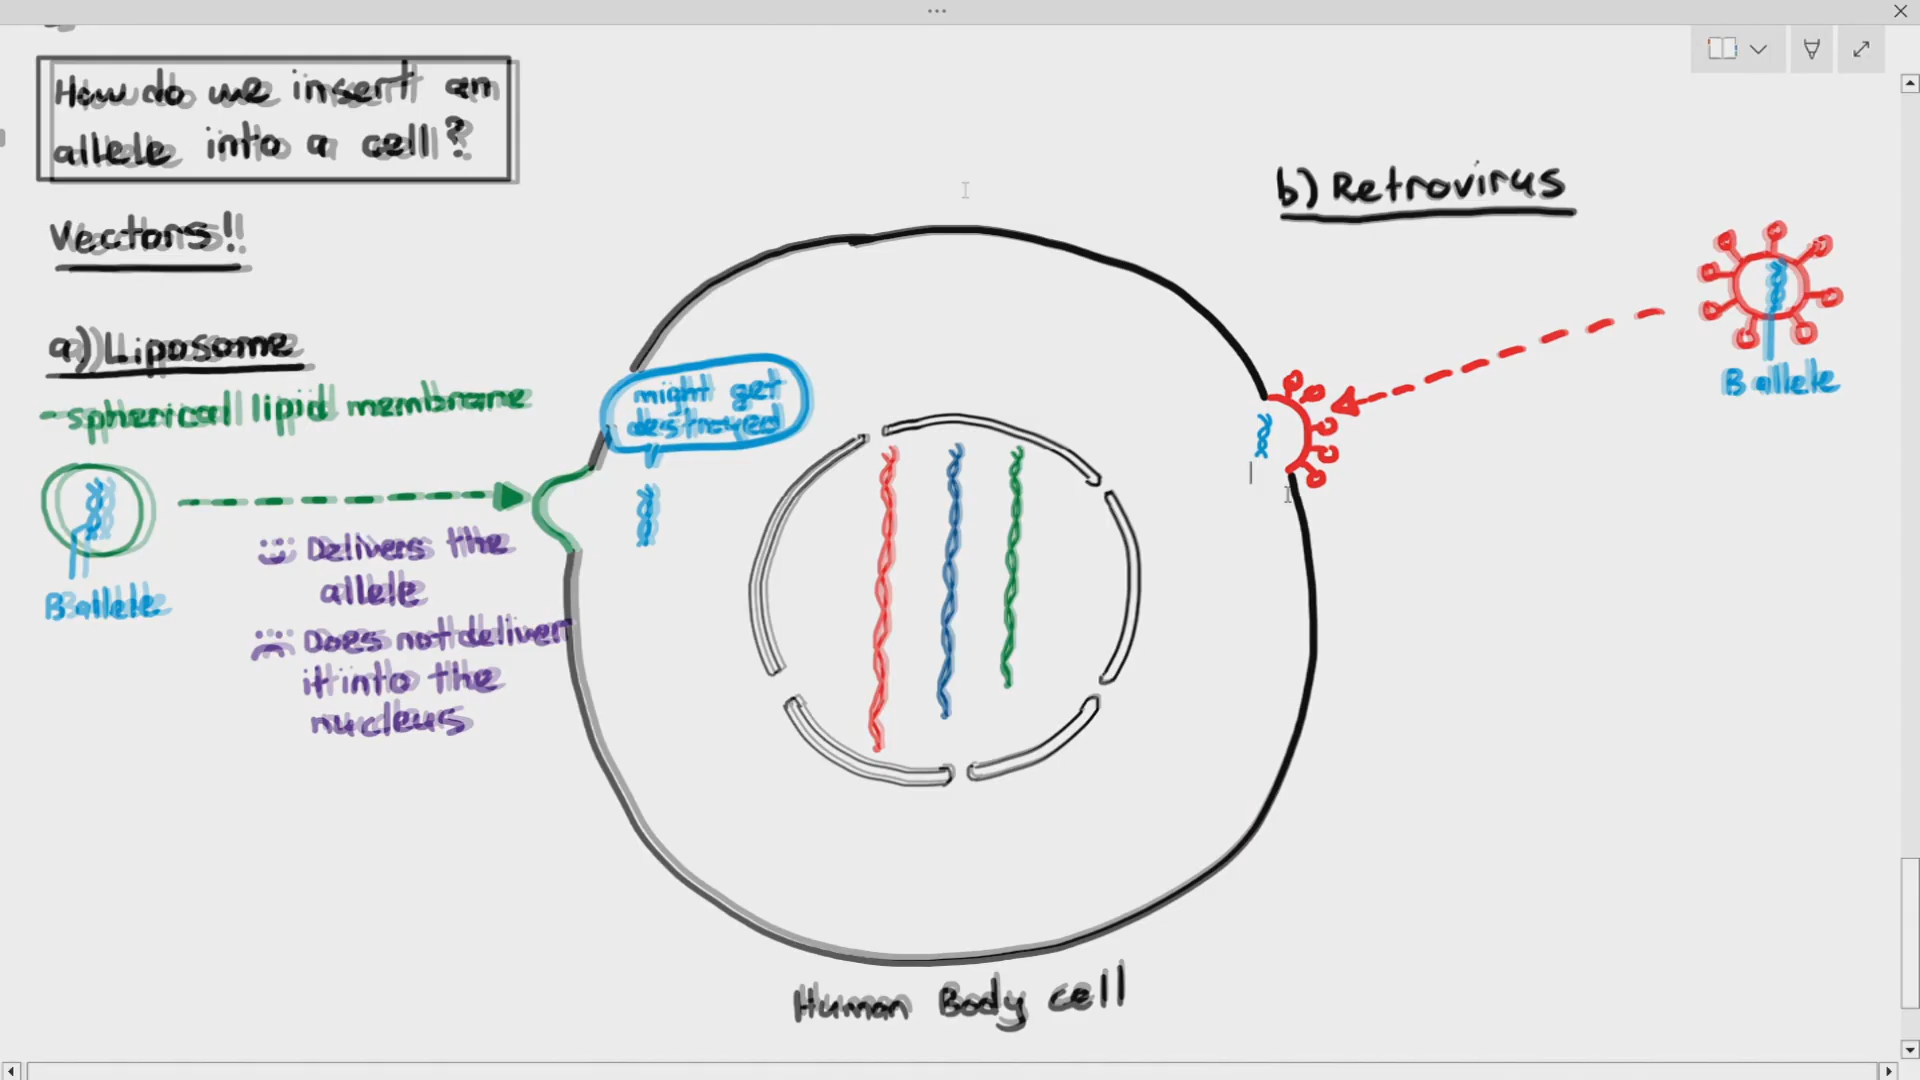 How do we insert an
allele into a cell?
Vectors!!
a) Liposome
- spherical lipid membrane
B allele
Delivers the
allele
Does not deliver
it into the
nucleus
might get
destroyed
b) Retrovirus
B allele
Human Body cell